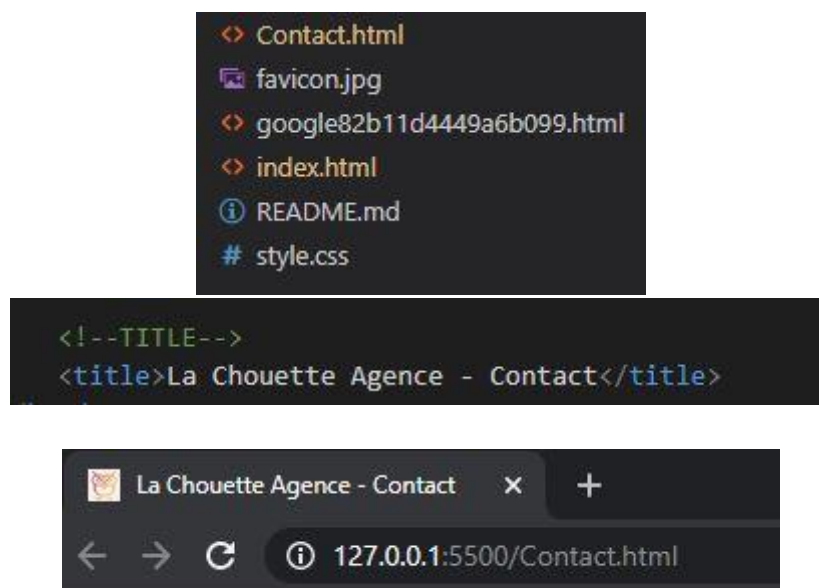 Contact.html
favicon.jpg
google82b11d4449a6b099.html
index.html
README.md
# style.css
<!--TITLE-->
<title>La Chouette Agence - Contact</title>
La Chouette Agence - Contact
127.0.0.1:5500/Contact.html